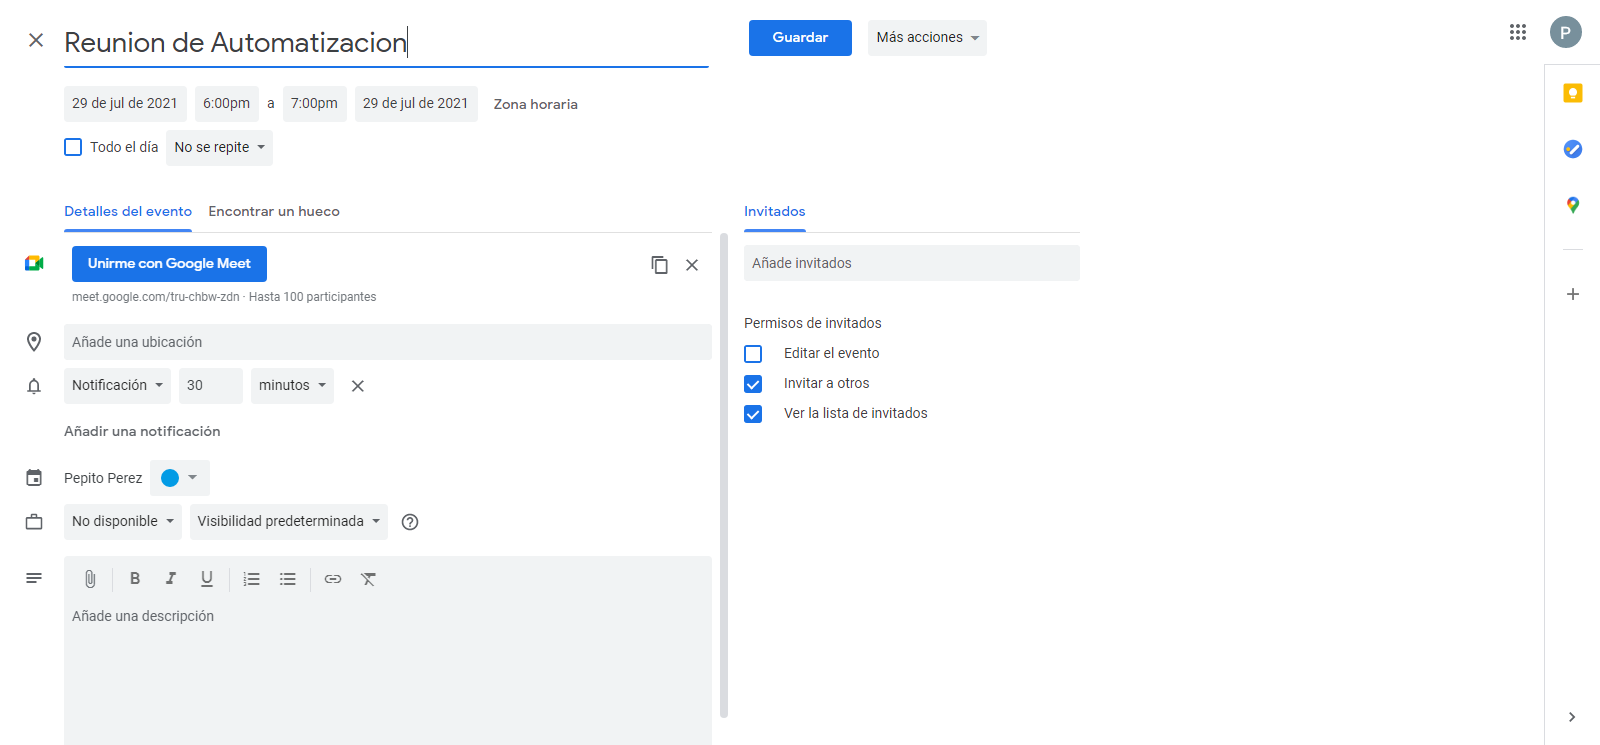 Reunion de Automatizacion
Guardar
Más acciones
P
29 de jul de 2021 6:00pm a 7:00pm 29 de jul de 2021 Zona horaria
Todo el día No se repite
Detalles del evento Encontrar un hueco
Invitados
Unirme con Google Meet
meet.google.com/tru-chbw-zdn · Hasta 100 participantes
Añade una ubicación
Notificación 30 minutos
Añadir una notificación
Pepito Perez
No disponible Visibilidad predeterminada
B I U
Añade una descripción
Añade invitados
Permisos de invitados
Editar el evento
Invitar a otros
Ver la lista de invitados